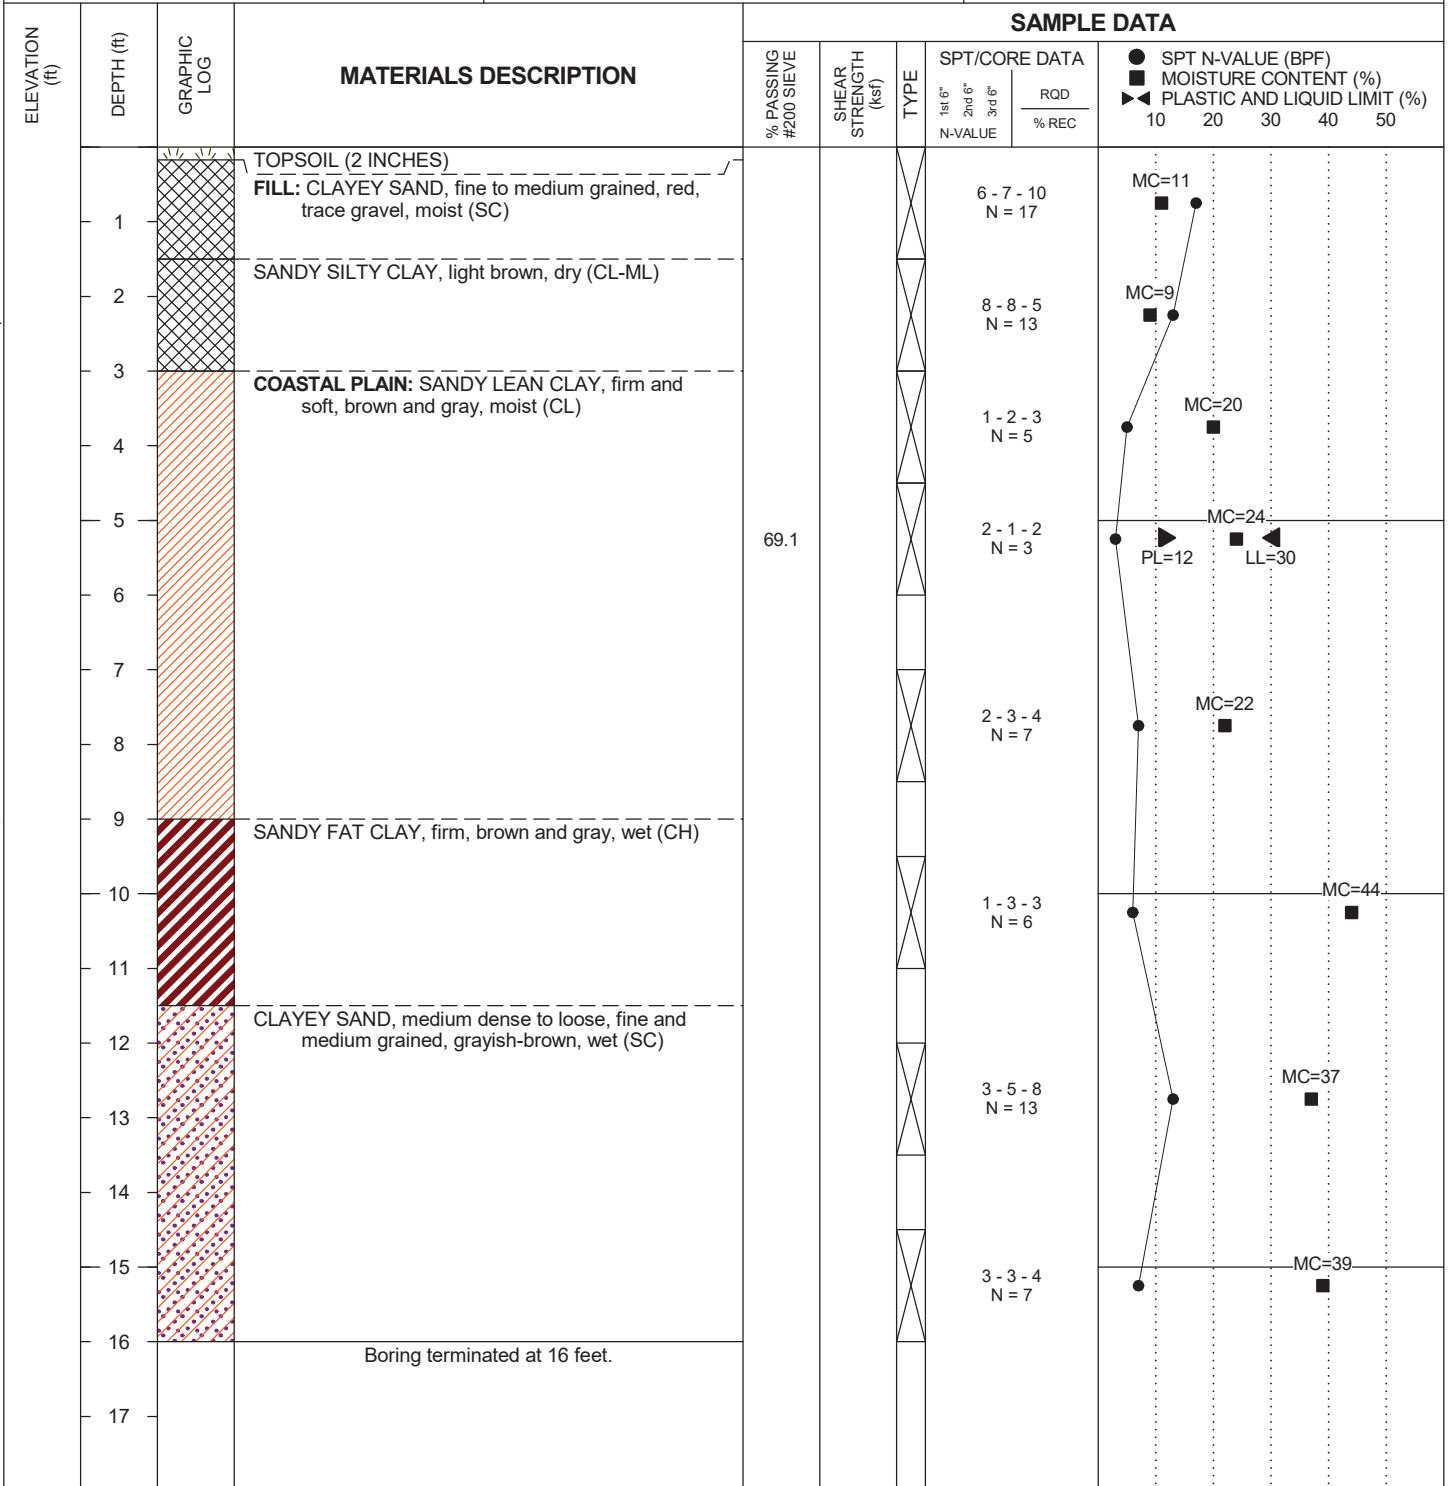 SAMPLE DATA
ELEVATION
(ft)
DEPTH (ft)
GRAPHIC
LOG
MATERIALS DESCRIPTION
% PASSING
#200 SIEVE
SHEAR
STRENGTH
(ksf)
TYPE
SPT/CORE DATA
1st 6"
2nd 6"
3rd 6"
N-VALUE
RQD
% REC
SPT N-VALUE (BPF)
MOISTURE CONTENT (%)
PLASTIC AND LIQUID LIMIT (%)
10 20 30 40 50
TOPSOIL (2 INCHES)
FILL: CLAYEY SAND, fine to medium grained, red,
trace gravel, moist (SC)
6 - 7 - 10
N = 17
MC=11
1
SANDY SILTY CLAY, light brown, dry (CL-ML)
2
8 - 8 - 5
N = 13
MC=9
3
COASTAL PLAIN: SANDY LEAN CLAY, firm and
soft, brown and gray, moist (CL)
1 - 2 - 3
N = 5
MC=20
4
5
69.1
2 - 1 - 2
N = 3
MC=24
PL=12 LL=30
6
7
2 - 3 - 4
N = 7
MC=22
8
9
SANDY FAT CLAY, firm, brown and gray, wet (CH)
10
1 - 3 - 3
N = 6
MC=44
11
CLAYEY SAND, medium dense to loose, fine and
medium grained, grayish-brown, wet (SC)
12
3 - 5 - 8
N = 13
MC=37
13
14
15
3 - 3 - 4
N = 7
MC=39
16
Boring terminated at 16 feet.
17